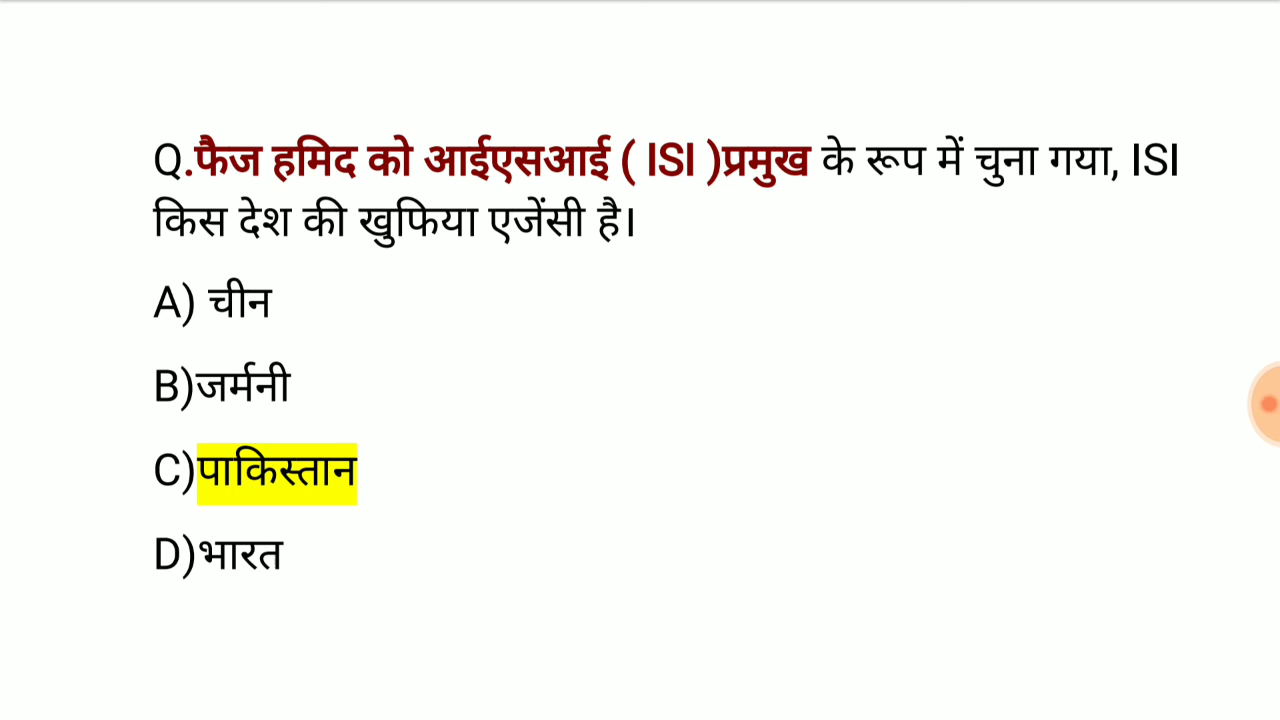 Q.फैज हमिद को आईएसआई ( ISI )प्रमुख के रूप में चुना गया, ISI
किस देश की खुफिया एजेंसी है।
A) चीन
B)जर्मनी
C)पाकिस्तान
D)भारत